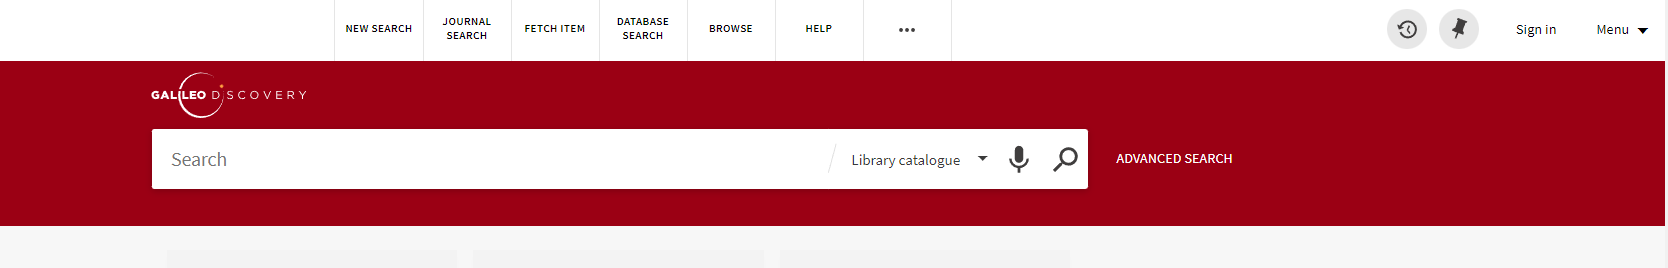 NEW SEARCH
JOURNAL
SEARCH
FETCH ITEM
DATABASE
SEARCH
BROWSE
HELP
Sign in
Menu
GALILEO DISCOVERY
Search
Library catalogue
ADVANCED SEARCH